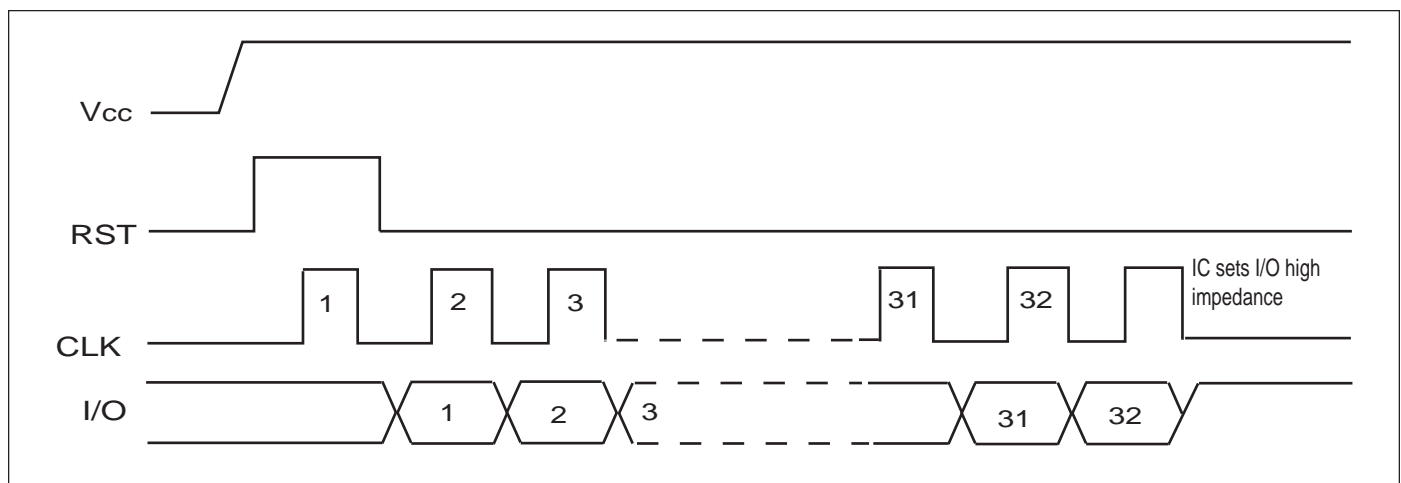 Vcc
RST
CLK 1 2 3 31 32 IC sets I/O high
impedance
I/O 1 2 3 31 32